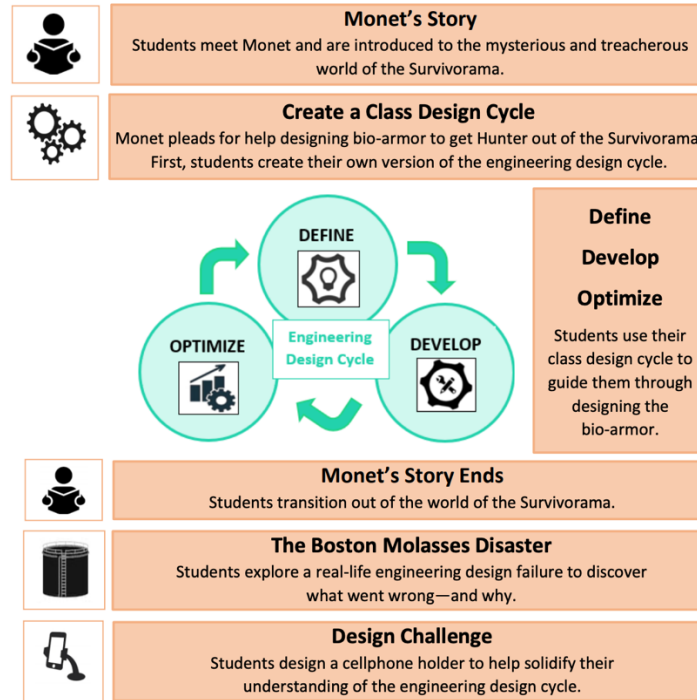 Monet's Story
Students meet Monet and are introduced to the mysterious and treacherous
world of the Survivorama.
Create a Class Design Cycle
Monet pleads for help designing bio-armor to get Hunter out of the Survivorama
First, students create their own version of the engineering design cycle.
DEFINE
OPTIMIZE
Engineering
Design Cycle
DEVELOP
Define
Develop
Optimize
Students use their
class design cycle to
guide them through
designing the
bio-armor.
Monet's Story Ends
Students transition out of the world of the Survivorama.
The Boston Molasses Disaster
Students explore a real-life engineering design failure to discover
what went wrong—and why.
Design Challenge
Students design a cellphone holder to help solidify their
understanding of the engineering design cycle.